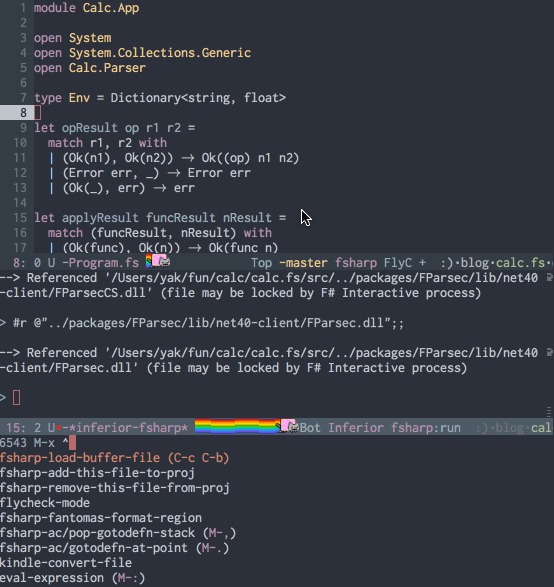 1 module Calc.App
2
3 open System
4 open System.Collections.Generic
5 open Calc.Parser
6
7 type Env = Dictionary<string, float>
8
9 let opResult op r1 r2 =
10 match r1, r2 with
11 | (Ok(n1), Ok(n2)) → Ok((op) n1 n2)
12 | (Error err, _) → Error err
13 | (Ok(_), err) → err
14
15 let applyResult funcResult nResult =
16 match (funcResult, nResult) with
17 | (Ok(func), Ok(n)) → Ok(func n)
8: 0 U -Program.fs Top -master fsharp FlyC + :)·blog·calc.fs·
--> Referenced '/Users/yak/fun/calc/calc.fs/src/../packages/FParsec/lib/net40
-client/FParsecCS.dll' (file may be locked by F# Interactive process)
> #r @"../packages/FParsec/lib/net40-client/FParsec.dll";;
--> Referenced '/Users/yak/fun/calc/calc.fs/src/../packages/FParsec/lib/net40
-client/FParsec.dll' (file may be locked by F# Interactive process)
>
15: 2 U -*inferior-fsharp* Bot Inferior fsharp:run :)·blog·cal
6543 M-x ^
fsharp-load-buffer-file (C-c C-b)
fsharp-add-this-file-to-proj
fsharp-remove-this-file-from-proj
flycheck-mode
fsharp-fantomas-format-region
fsharp-ac/pop-gotodefn-stack (M-,)
fsharp-ac/gotodefn-at-point (M-.)
kindle-convert-file
eval-expression (M-:)